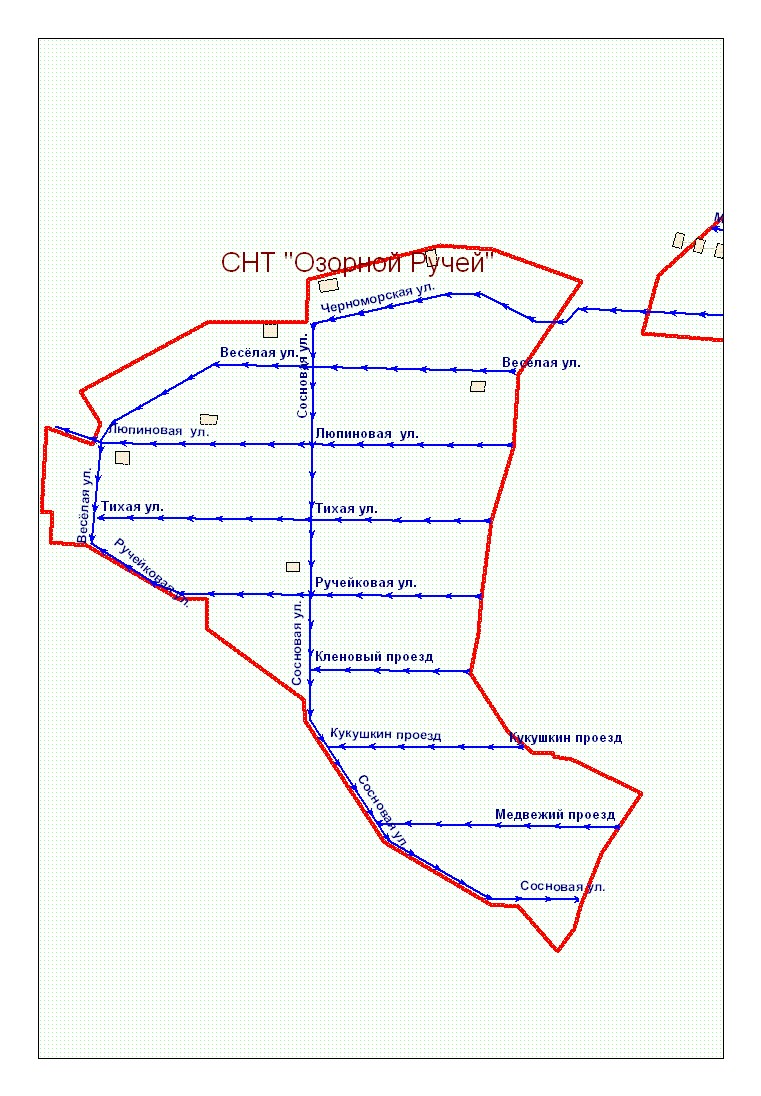 СНТ "Озорной Ручей"
Черноморская ул.
Сосновая ул.
Весёлая ул.
Весёлая ул.
Люпиновая ул.
Люпиновая ул.
Весёлая ул.
Тихая ул.
Тихая ул.
Ручейковая ул.
Ручейковая ул.
Сосновая ул.
Кленовый проезд
Кукушкин проезд
Кукушкин проезд
Сосновая ул.
Медвежий проезд
Сосновая ул.